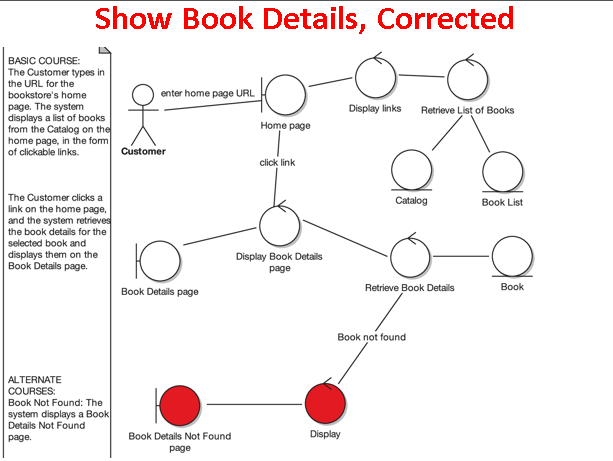 Show Book Details, Corrected
BASIC COURSE:
The Customer types in
the URL for the
bookstore's home
page. The system
displays a list of books
from the Catalog on the
home page, in the form
of clickable links.
The Customer clicks a
link on the home page,
and the system retrieves
the book details for the
selected book and
displays them on the
Book Details page.
ALTERNATE
COURSES:
Book Not Found: The
system displays a Book
Details Not Found
page.
Customer
enter home page URL
Home page
Display links
Retrieve List of Books
Catalog
Book List
click link
Display Book Details
page
Book Details page
Retrieve Book Details
Book
Book not found
Book Details Not Found
page
Display